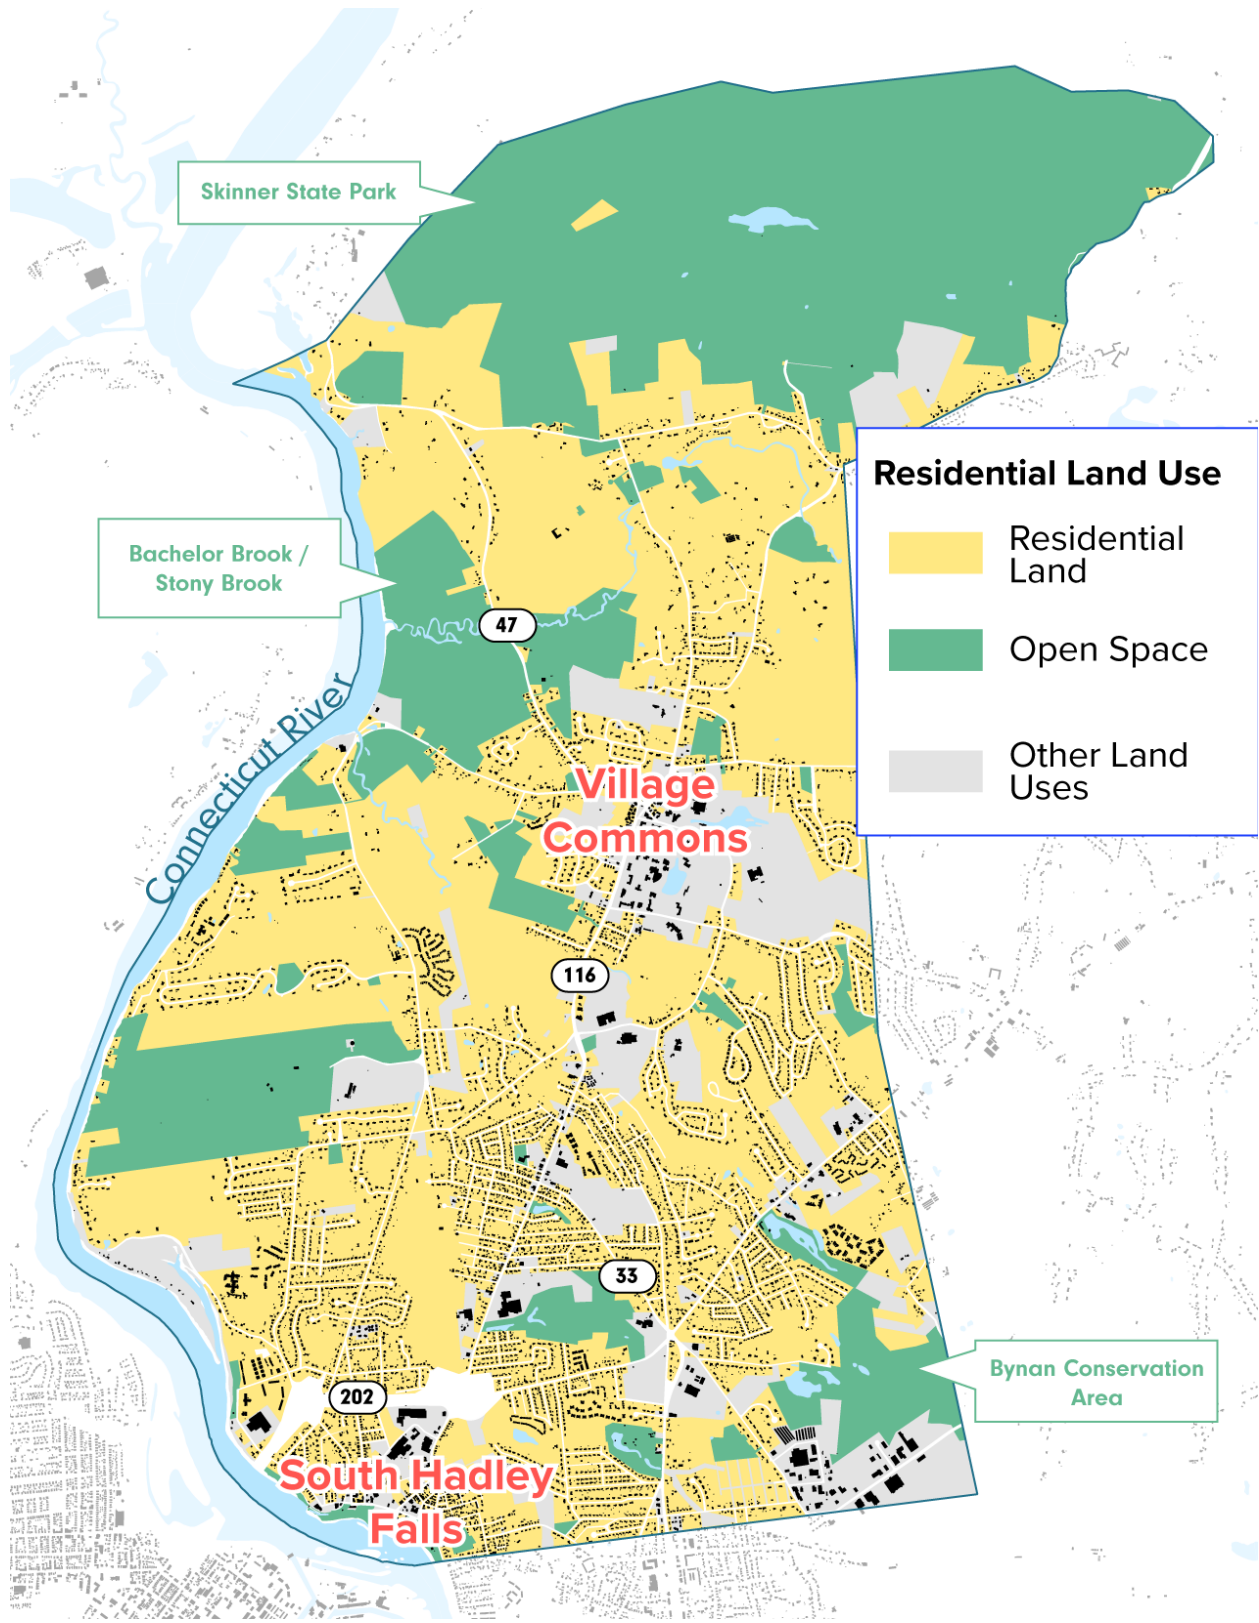 Skinner State Park
Residential Land Use
Residential
Land
Bachelor Brook /
Stony Brook
47
Open Space
Connecticut River
Other Land
Uses
Village
Commons
116
33
Bynan Conservation
Area
202
South Hadley
Falls